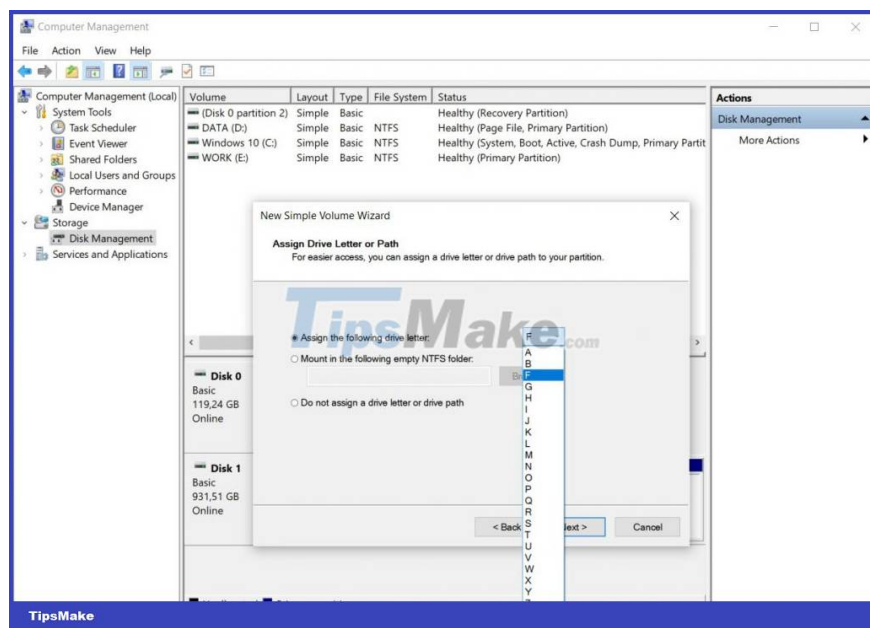 Computer Management
File Action View Help
Computer Management (Local)
System Tools
Task Scheduler
Event Viewer
Shared Folders
Local Users and Groups
Performance
Device Manager
Storage
Disk Management
Services and Applications
Volume Layout Type File System Status
(Disk 0 partition 2) Simple Basic Healthy (Recovery Partition)
DATA (D:) Simple Basic NTFS Healthy (Page File, Primary Partition)
Windows 10 (C:) Simple Basic NTFS Healthy (System, Boot, Active, Crash Dump, Primary Partit
WORK (E:) Simple Basic NTFS Healthy (Primary Partition)
Actions
Disk Management
More Actions
New Simple Volume Wizard
Assign Drive Letter or Path
For easier access, you can assign a drive letter or drive path to your partition.
TipsMake.com
Assign the following drive letter: F
Mount in the following empty NTFS folder:
Do not assign a drive letter or drive path
A
B
F
G
H
I
J
K
L
M
N
O
P
Q
R
S
T
U
V
W
X
Y
< Back Next > Cancel
Disk 0
Basic
119,24 GB
Online
Disk 1
Basic
931,51 GB
Online
TipsMake